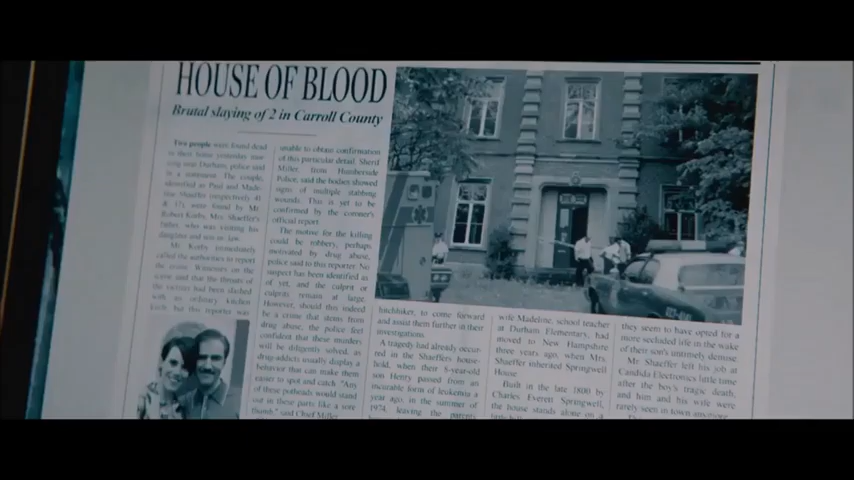 HOUSE OF BLOOD
Brutal slaying of 2 in Carroll County
Two people were found dead
in their home yesterday
near Durham, police said
in a statement. The couple,
identified as Paul and Made-
line Shaeffer (respectively 41
& 37), were found by Mr
Robert Kosby, Mrs. Shaeffer's
father, who was visiting his
daughter and son-in-law.
Mr Kosby immediately
called the authorities to report
the crime. Witnesses on the
scene said that the throats of
the victims had been slashed
with an ordinary kitchen
knife, but this reporter was
unable to obtain confirmation
of this particular detail. Sherif
Miller, from Humberside
Police, said the bodies showed
signs of multiple stabbing
wounds. This is yet to be
confirmed by the coroner's
official report.
The motive for the killing
could be robbery, perhaps
motivated by drug abuse,
police said to this reporter. No
suspect has been identified as
of yet, and the culprit or
culprits remain at large.
However, should this indeed
be a crime that stems from
drug abuse, the police feel
confident that these murders
will be diligently solved, as
drug-addicts usually display a
behavior that can make them
easier to spot and catch. "Any
of these potheads would stand
out in these parts like a sore
thumb," said Chief Miller
hitchhiker, to come forward
and assist them further in their
investigations.
A tragedy had already occur-
red in the Shaeffers house-
hold, when their 8-year-old
son Henry passed from an
incurable form of leukemia a
year ago, in the summer of
1974, leaving the parents
wife Madeline, school teacher
at Durham Elementary, had
moved to New Hampshire
three years ago, when Mrs.
Shaeffer inherited Springwell
House.
Built in the late 1800 by
Charles Everett Springwell,
the house stands alone on a
they seem to have opted for a
more secluded life in the wake
of their son's untimely demise.
Mr. Shaeffer left his job at
Candida Electronics little time
after the boy's tragic death,
and him and his wife were
rarely seen in town anymore.